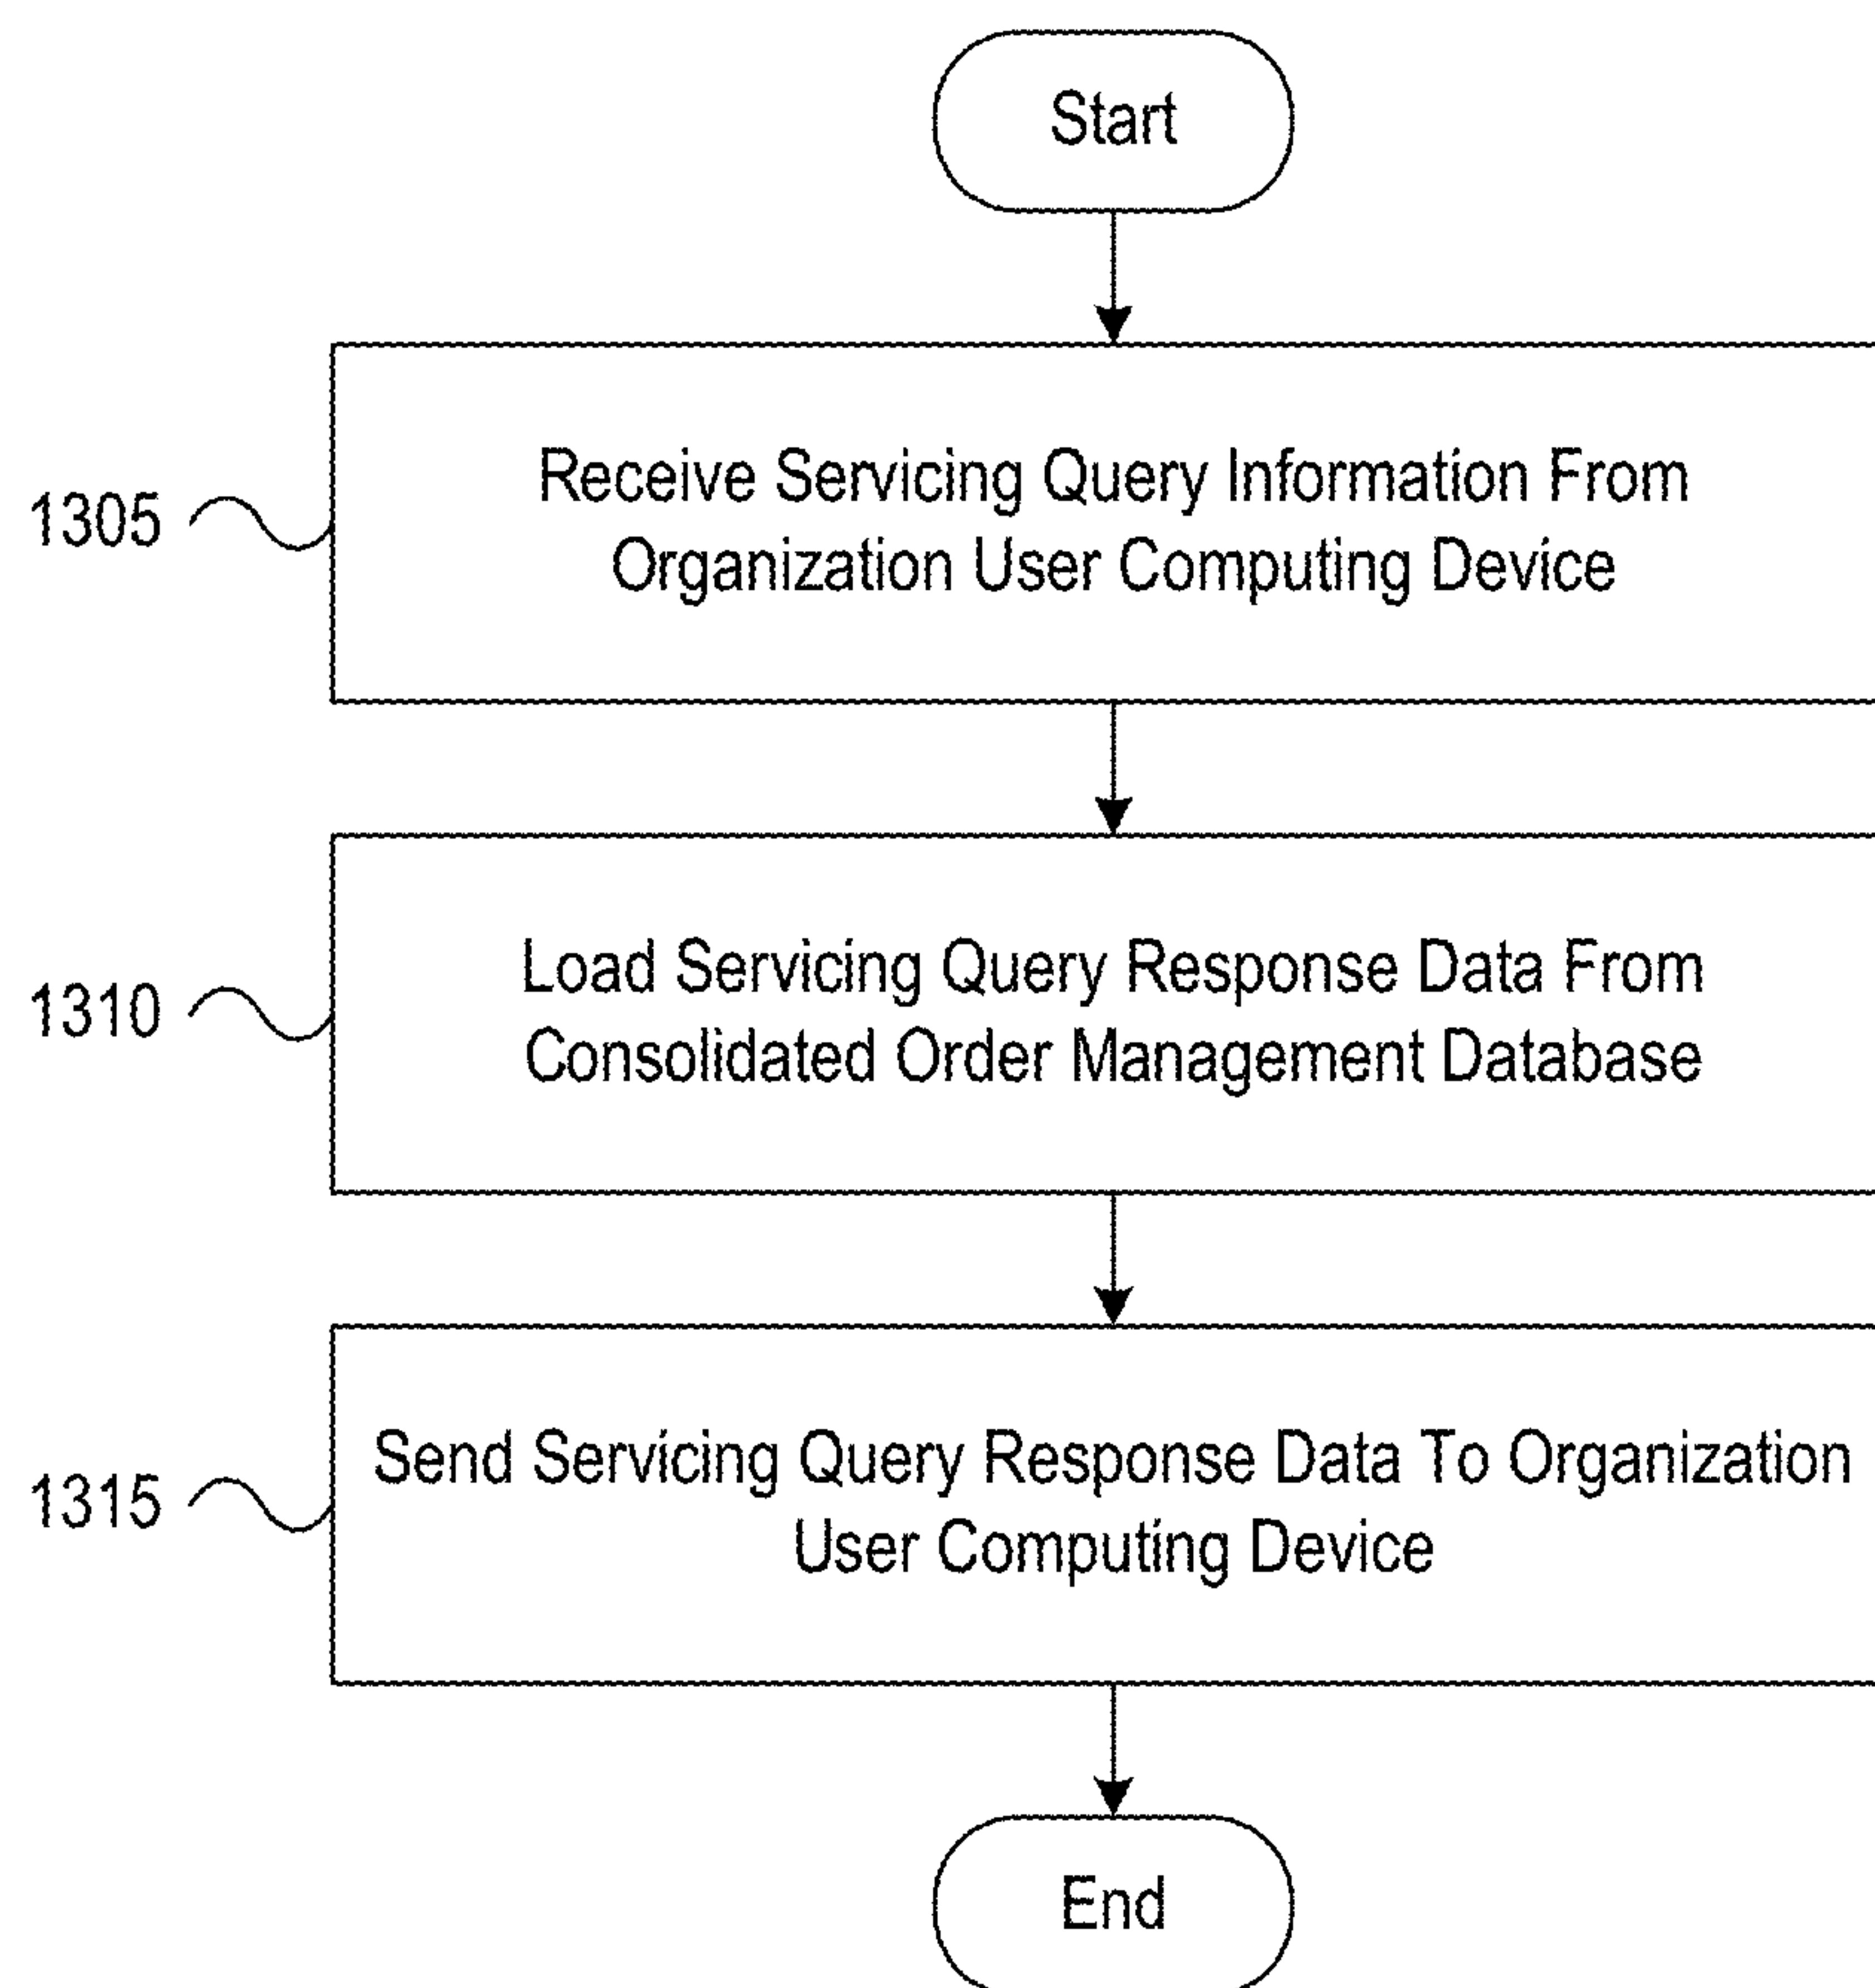 Start
1305
Receive Servicing Query Information From
Organization User Computing Device
1310
Load Servicing Query Response Data From
Consolidated Order Management Database
1315
Send Servicing Query Response Data To Organization
User Computing Device
End